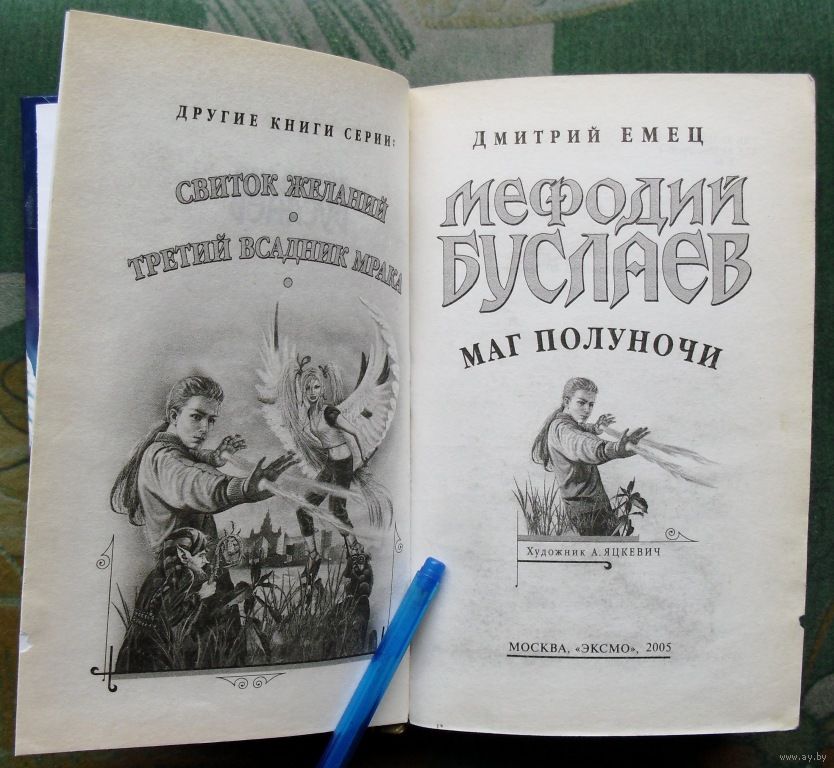 ДРУГИЕ КНИГИ СЕРИИ:
СВИТОК ЖЕЛАНИЙ
ТРЕТИЙ ВСАДНИК МРАКА
ДМИТРИЙ ЕМЕЦ
МЕФОДИЙ
БУСЛАЕВ
МАГ ПОЛУНОЧИ
Художник А. ЯЦКЕВИЧ
МОСКВА, «ЭКСМО», 2005
www.ay.by